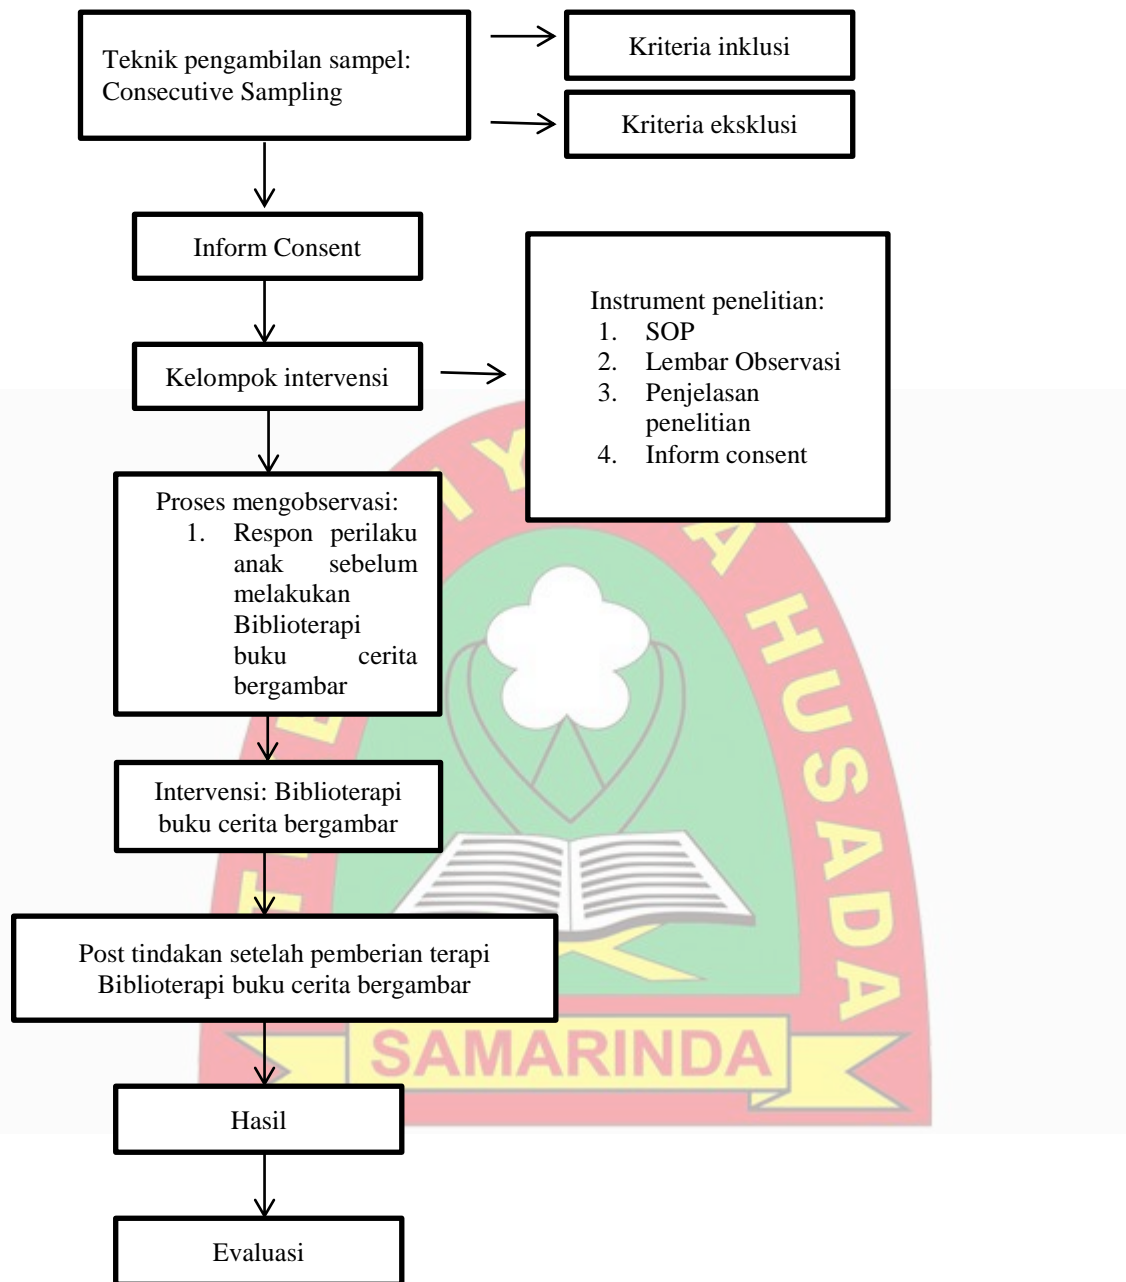 Teknik pengambilan sampel:
Consecutive Sampling
Kriteria inklusi
Kriteria eksklusi
Inform Consent
Instrument penelitian:
1. SOP
2. Lembar Observasi
3. Penjelasan
penelitian
4. Inform consent
Kelompok intervensi
Proses mengobservasi:
1. Respon perilaku
anak sebelum
melakukan
Biblioterapi
buku cerita
bergambar
Intervensi: Biblioterapi
buku cerita bergambar
Post tindakan setelah pemberian terapi
Biblioterapi buku cerita bergambar
Hasil
Evaluasi
HUSADA
SAMARINDA